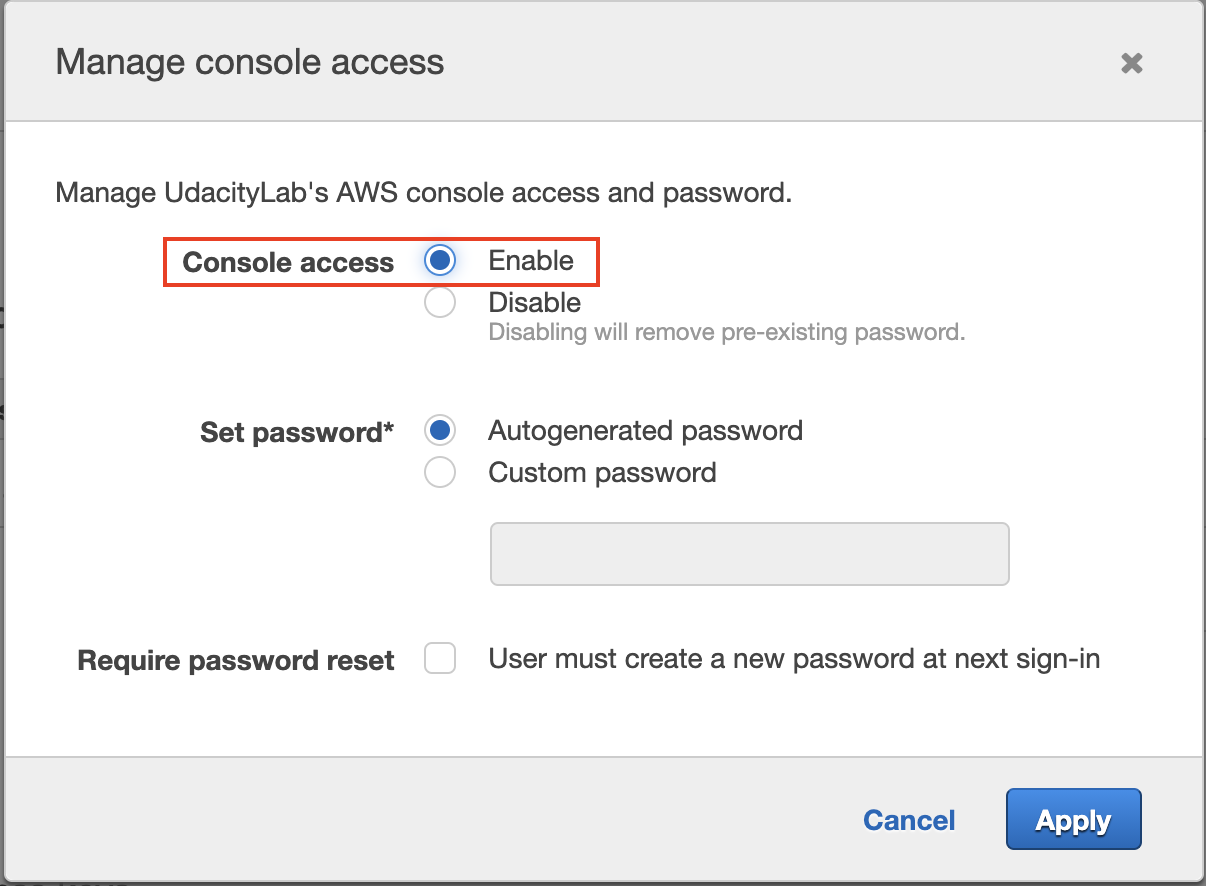 Manage console access
Manage UdacityLab's AWS console access and password.
Console access Enable
Disable
Disabling will remove pre-existing password.
Set password* Autogenerated password
Custom password
Require password reset User must create a new password at next sign-in
Cancel Apply